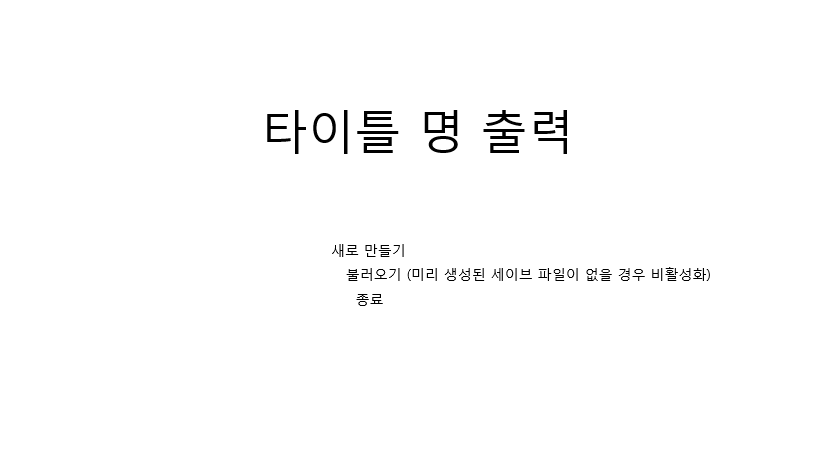 타이틀 명 출력
새로 만들기
불러오기 (미리 생성된 세이브 파일이 없을 경우 비활성화)
종료